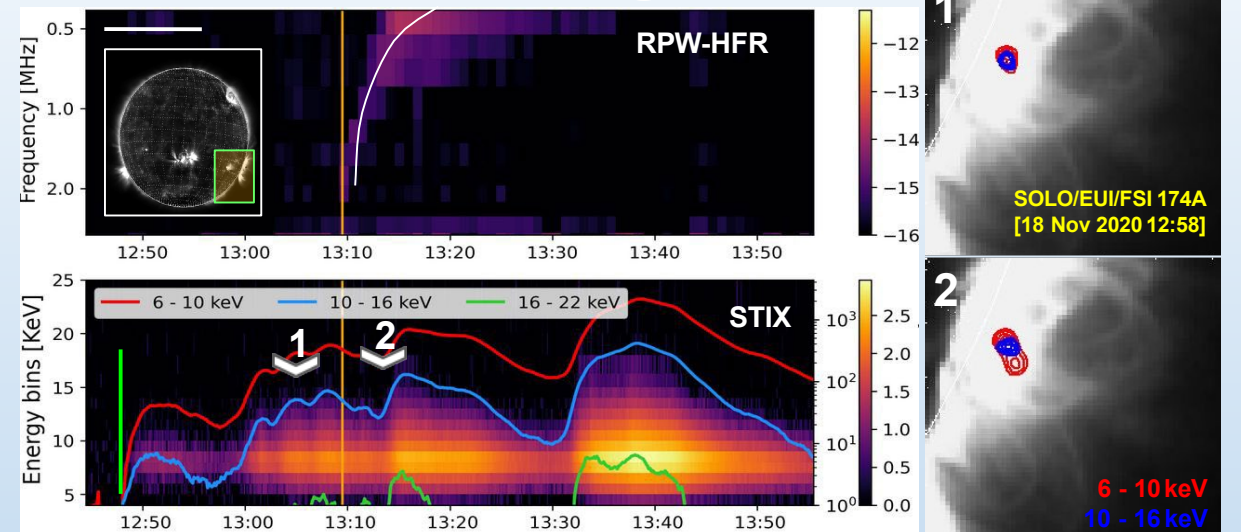 RPW-HFR
Frequency [MHz]
0.5
1.0
2.0
12:50 13:00 13:10 13:20 13:30 13:40 13:50
−12
−13
−14
−15
−16
1
SOLO/EUI/FSI 174A
[18 Nov 2020 12:58]
Energy bins [KeV]
25
20
15
10
5
6 - 10 keV 10 - 16 keV 16 - 22 keV
STIX
1 2
10³
10²
10¹
10⁰
2.5
2.0
1.5
1.0
0.5
0.0
12:50 13:00 13:10 13:20 13:30 13:40 13:50
2
6 - 10 keV
10 - 16 keV